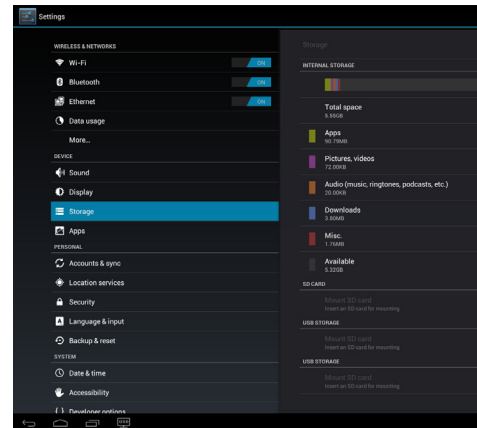 Settings
WIRELESS & NETWORKS
Wi-Fi ON
Bluetooth ON
Ethernet ON
Data usage
More...
DEVICE
Sound
Display
Storage
Apps
PERSONAL
Accounts & sync
Location services
Security
A Language & input
Backup & reset
SYSTEM
Date & time
Accessibility
{ } Developer options
Storage
INTERNAL STORAGE
Total space
Apps
90.79MB
Pictures, videos
72.00KB
Audio (music, ringtones, podcasts, etc.)
20.00KB
Downloads
3.80MB
Misc.
1.76MB
Available
5.32GB
SD CARD
Mount SD card
Insert an SD card for mounting
USB STORAGE
Mount SD card
Insert an SD card for mounting
USB STORAGE
Mount SD card
Insert an SD card for mounting